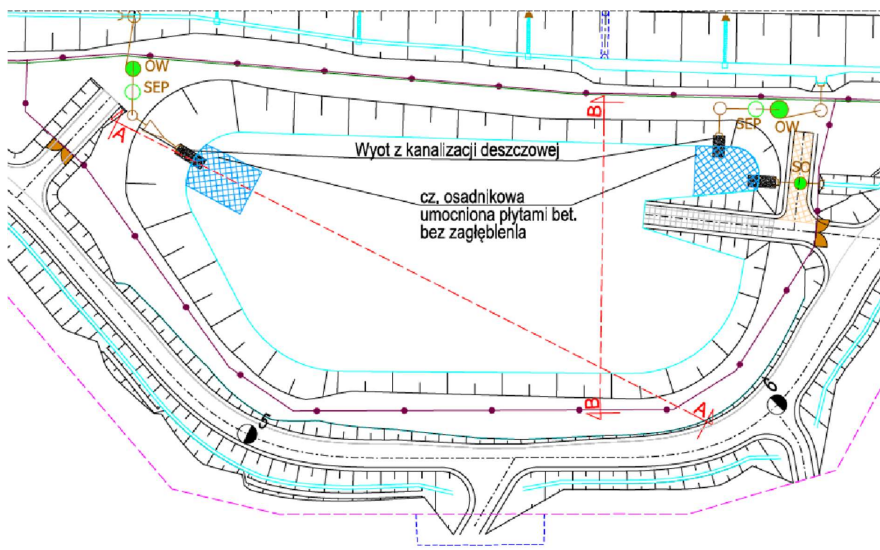 OW
SEP
A
B
SEP
OW
SO
Wyot z kanalizacji deszczowej
cz, osadnikowa
umocniona płytami bet.
bez zagłębienia
B
A
5
6